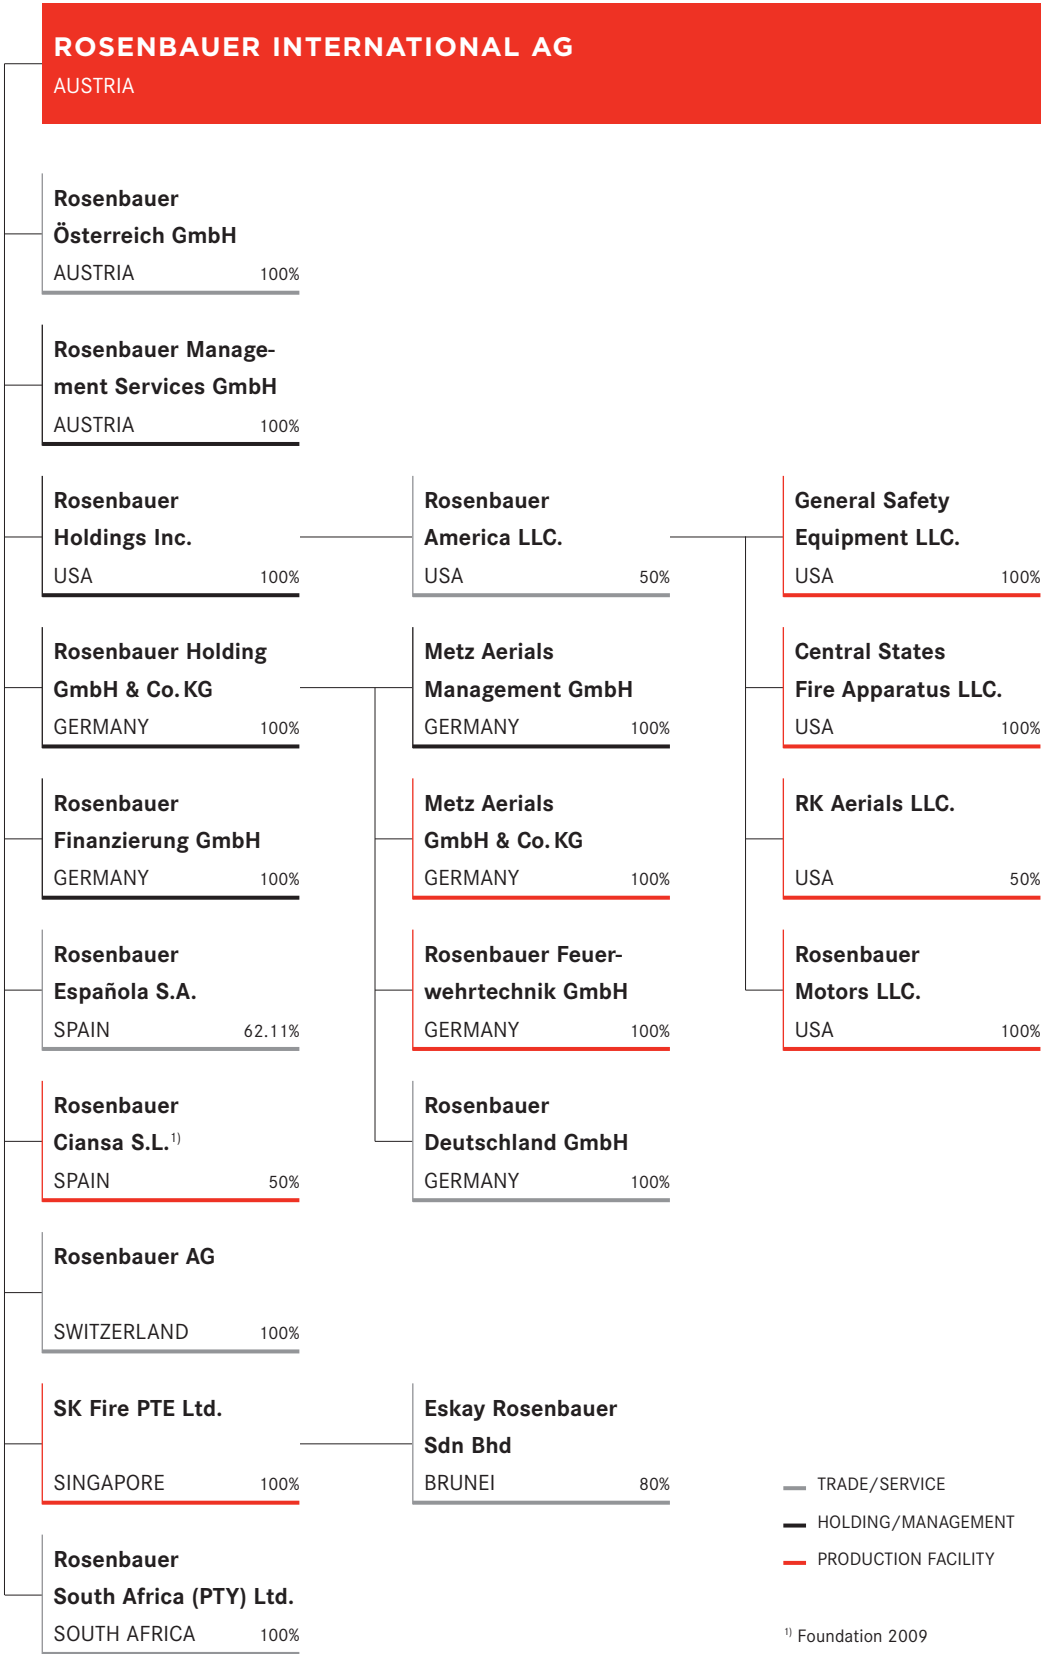 ROSENBAUER INTERNATIONAL AG
AUSTRIA
Rosenbauer
Österreich GmbH
AUSTRIA 100%
Rosenbauer Manage-
ment Services GmbH
AUSTRIA 100%
Rosenbauer
Holdings Inc.
USA 100%
Rosenbauer
America LLC.
USA 50%
General Safety
Equipment LLC.
USA 100%
Rosenbauer Holding
GmbH & Co. KG
GERMANY 100%
Metz Aerials
Management GmbH
GERMANY 100%
Central States
Fire Apparatus LLC.
USA 100%
Rosenbauer
Finanzierung GmbH
GERMANY 100%
Metz Aerials
GmbH & Co. KG
GERMANY 100%
RK Aerials LLC.
USA 50%
Rosenbauer
Española S.A.
SPAIN 62.11%
Rosenbauer Feuer-
wehrtechnik GmbH
GERMANY 100%
Rosenbauer
Motors LLC.
USA 100%
Rosenbauer
Ciansa S.L.1)
SPAIN 50%
Rosenbauer
Deutschland GmbH
GERMANY 100%
Rosenbauer AG
SWITZERLAND 100%
SK Fire PTE Ltd.
SINGAPORE 100%
Eskay Rosenbauer
Sdn Bhd
BRUNEI 80%
Rosenbauer
South Africa (PTY) Ltd.
SOUTH AFRICA 100%
TRADE/SERVICE
HOLDING/MANAGEMENT
PRODUCTION FACILITY
1) Foundation 2009